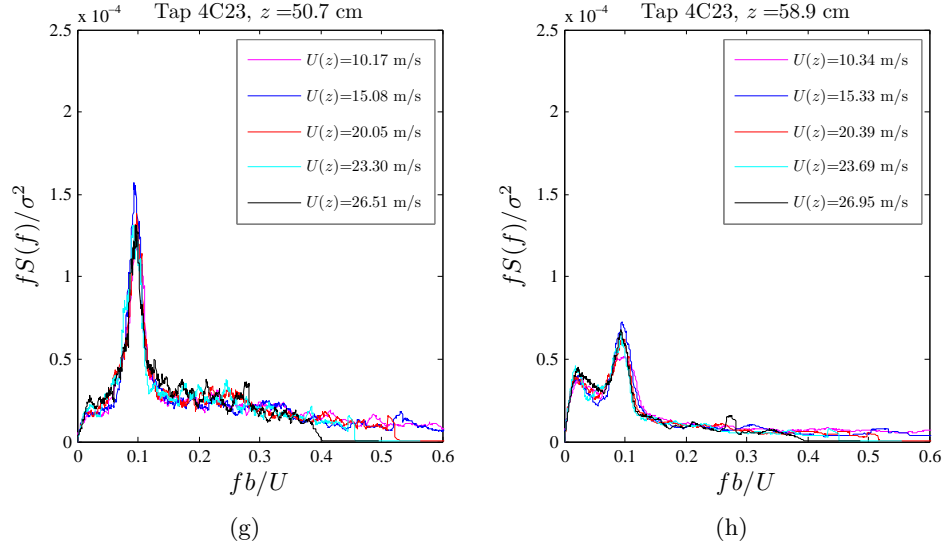 Tap 4C23, z =50.7 cm
x 10⁻⁴
2.5
2
1.5
1
0.5
0
fS(f)/σ²
U(z)=10.17 m/s
U(z)=15.08 m/s
U(z)=20.05 m/s
U(z)=23.30 m/s
U(z)=26.51 m/s
0 0.1 0.2 0.3 0.4 0.5 0.6
fb/U
(g)
Tap 4C23, z =58.9 cm
x 10⁻⁴
2.5
2
1.5
1
0.5
0
fS(f)/σ²
U(z)=10.34 m/s
U(z)=15.33 m/s
U(z)=20.39 m/s
U(z)=23.69 m/s
U(z)=26.95 m/s
0 0.1 0.2 0.3 0.4 0.5 0.6
fb/U
(h)